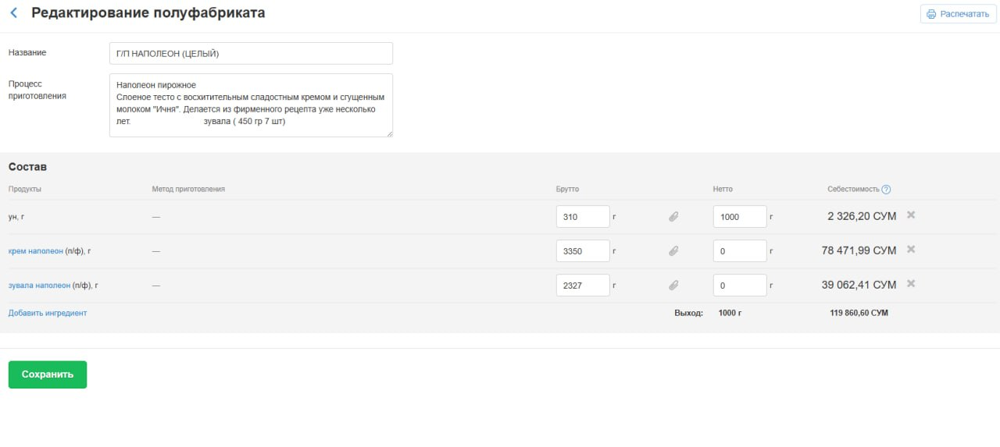 Редактирование полуфабриката
Распечатать
Название
Г/П НАПОЛЕОН (ЦЕЛЫЙ)
Процесс
приготовления
Наполеон пирожное
Слоеное тесто с восхитительным сладостным кремом и сгущенным
молоком "Ичня". Делается из фирменного рецепта уже несколько
лет. зувала ( 450 гр 7 шт)
Состав
Продукты Метод приготовления Брутто Нетто Себестоимость ?
ун, г — 310 г 1000 г 2 326,20 СУМ
крем наполеон (п/ф), г — 3350 г 0 г 78 471,99 СУМ
зувала наполеон (п/ф), г — 2327 г 0 г 39 062,41 СУМ
Добавить ингредиент Выход: 1000 г 119 860,60 СУМ
Сохранить